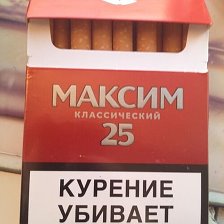 МАКСИМ
КЛАССИЧЕСКИЙ
25
КУРЕНИЕ
УБИВАЕТ